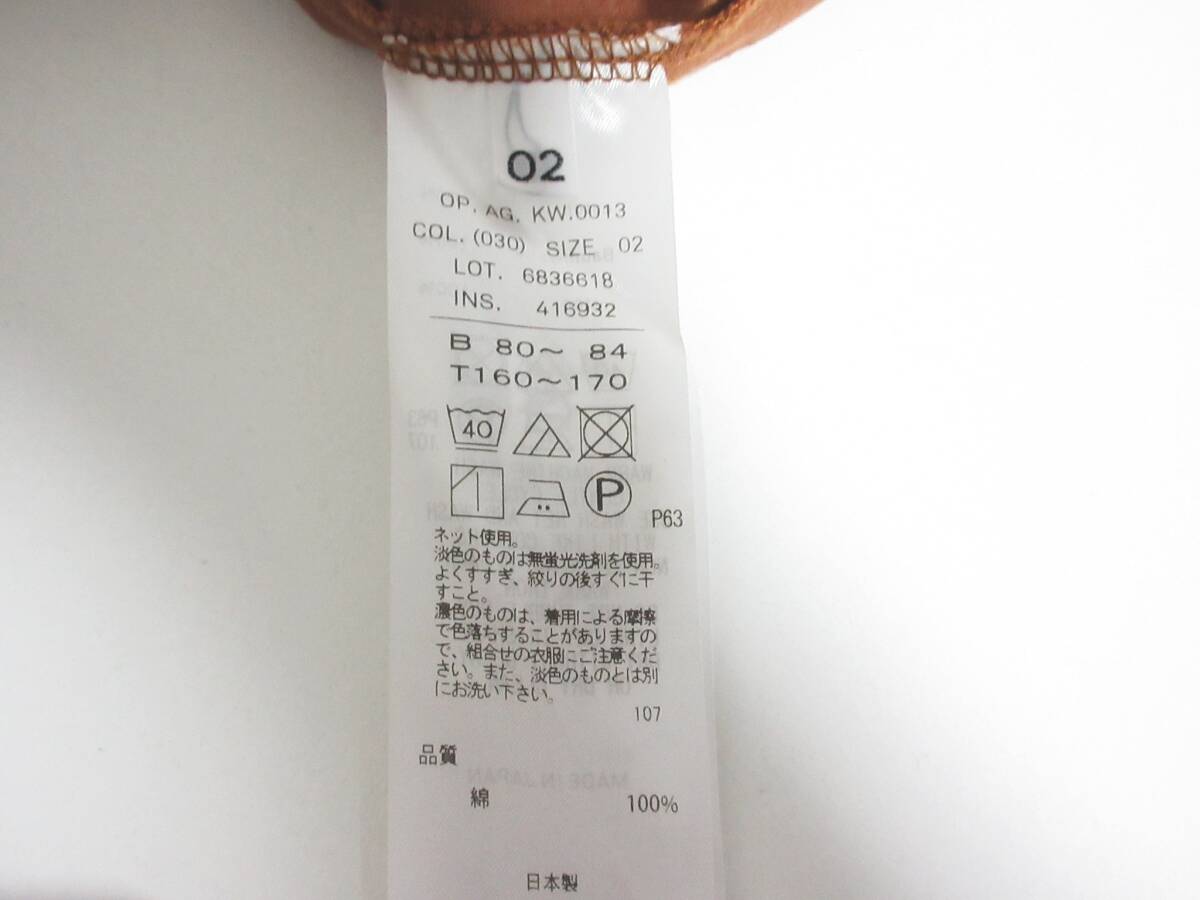 02
OP. AG. KW.0013
COL. (030) SIZE 02
LOT. 6836618
INS. 416932
B 80～ 84
T160～170
40
P
P63
ネット使用。
淡色のものは無蛍光洗剤を使用。
よくすすぎ、絞りの後すぐに干
すこと。
濃色のものは、着用による摩擦
で色落ちすることがありますの
で、組合せの衣服にご注意くだ
さい。また、淡色のものとは別
にお洗い下さい。
107
品質
綿 100%
MADE IN JAPAN
日本製